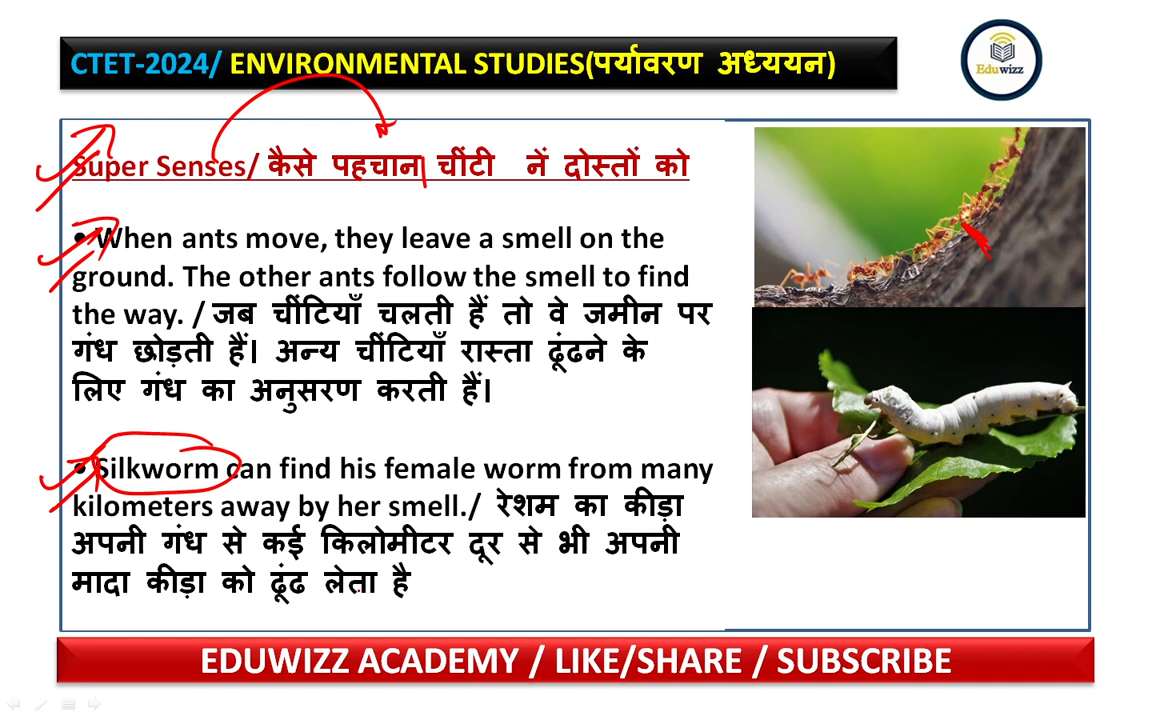 CTET-2024/ ENVIRONMENTAL STUDIES(पर्यावरण अध्ययन)
Eduwizz
Super Senses/ कैसे पहचान चींटी नें दोस्तों को
• When ants move, they leave a smell on the
ground. The other ants follow the smell to find
the way. / जब चींटियाँ चलती हैं तो वे जमीन पर
गंध छोड़ती हैं। अन्य चींटियाँ रास्ता ढूंढने के
लिए गंध का अनुसरण करती हैं।
• Silkworm can find his female worm from many
kilometers away by her smell./ रेशम का कीड़ा
अपनी गंध से कई किलोमीटर दूर से भी अपनी
मादा कीड़ा को ढूंढ लेता है
EDUWIZZ ACADEMY / LIKE/SHARE / SUBSCRIBE